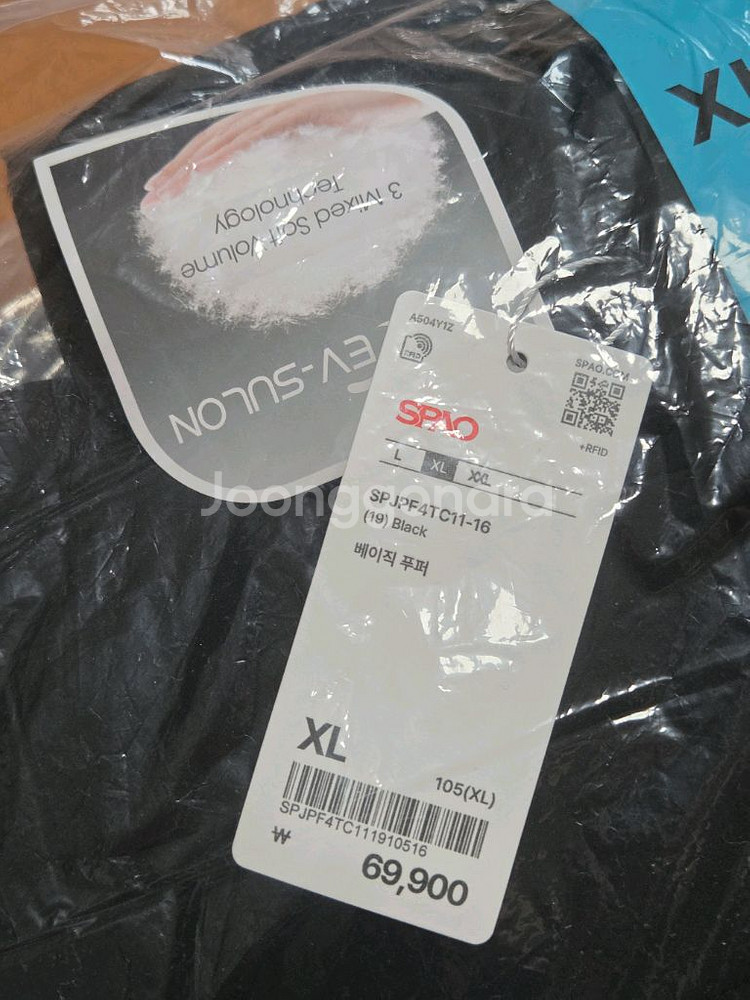 3 Mixed Soft Volume
Technology
EV-SULON
A504Y1Z
SPAO.COM
+RFID
SPAO
L XL XXL
SPJPF4TC11-16
(19) Black
베이직 푸퍼
XL
105(XL)
SPJPF4TC111910516
₩
69,900
Joonggonara